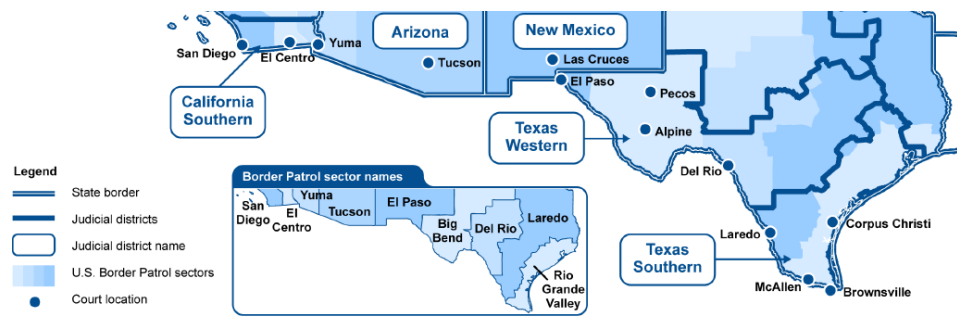 Arizona
New Mexico
San Diego
El Centro
Yuma
Tucson
Las Cruces
El Paso
Pecos
Alpine
California
Southern
Texas
Western
Del Rio
Laredo
Corpus Christi
Texas
Southern
McAllen
Brownsville
Legend
State border
Judicial districts
Judicial district name
U.S. Border Patrol sectors
Court location
Border Patrol sector names
San
Diego
El
Centro
Yuma
Tucson
El Paso
Big
Bend
Del Rio
Laredo
Rio
Grande
Valley